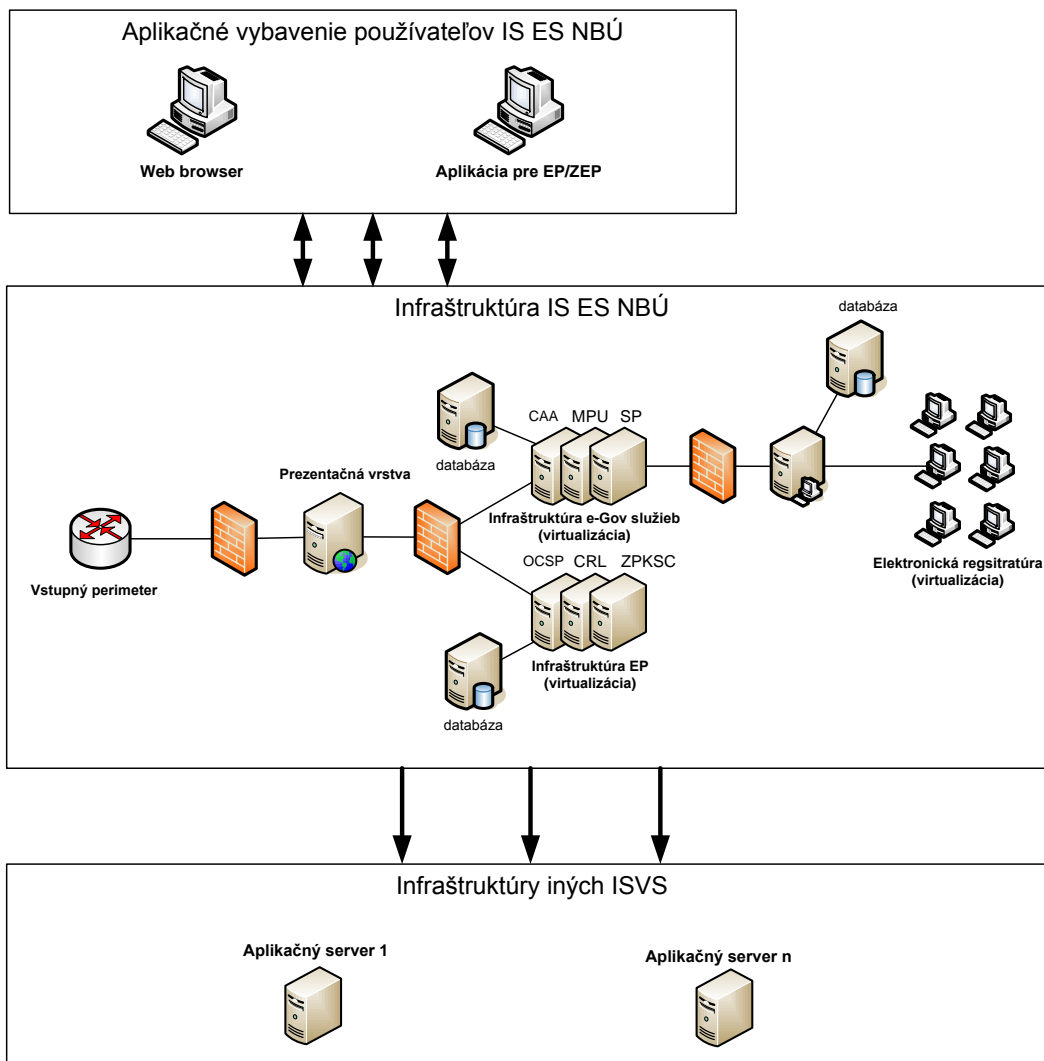 Aplikačné vybavenie používateľov IS ES NBÚ
Web browser
Aplikácia pre EP/ZEP
Infraštruktúra IS ES NBÚ
databáza
CAA
MPU
SP
databáza
Prezentačná vrstva
Infraštruktúra e-Gov služieb
(virtualizácia)
Vstupný perimeter
OCSP
CRL
ZPKSC
Elektronická regsitratúra
(virtualizácia)
Infraštruktúra EP
(virtualizácia)
databáza
Infraštruktúry iných ISVS
Aplikačný server 1
Aplikačný server n